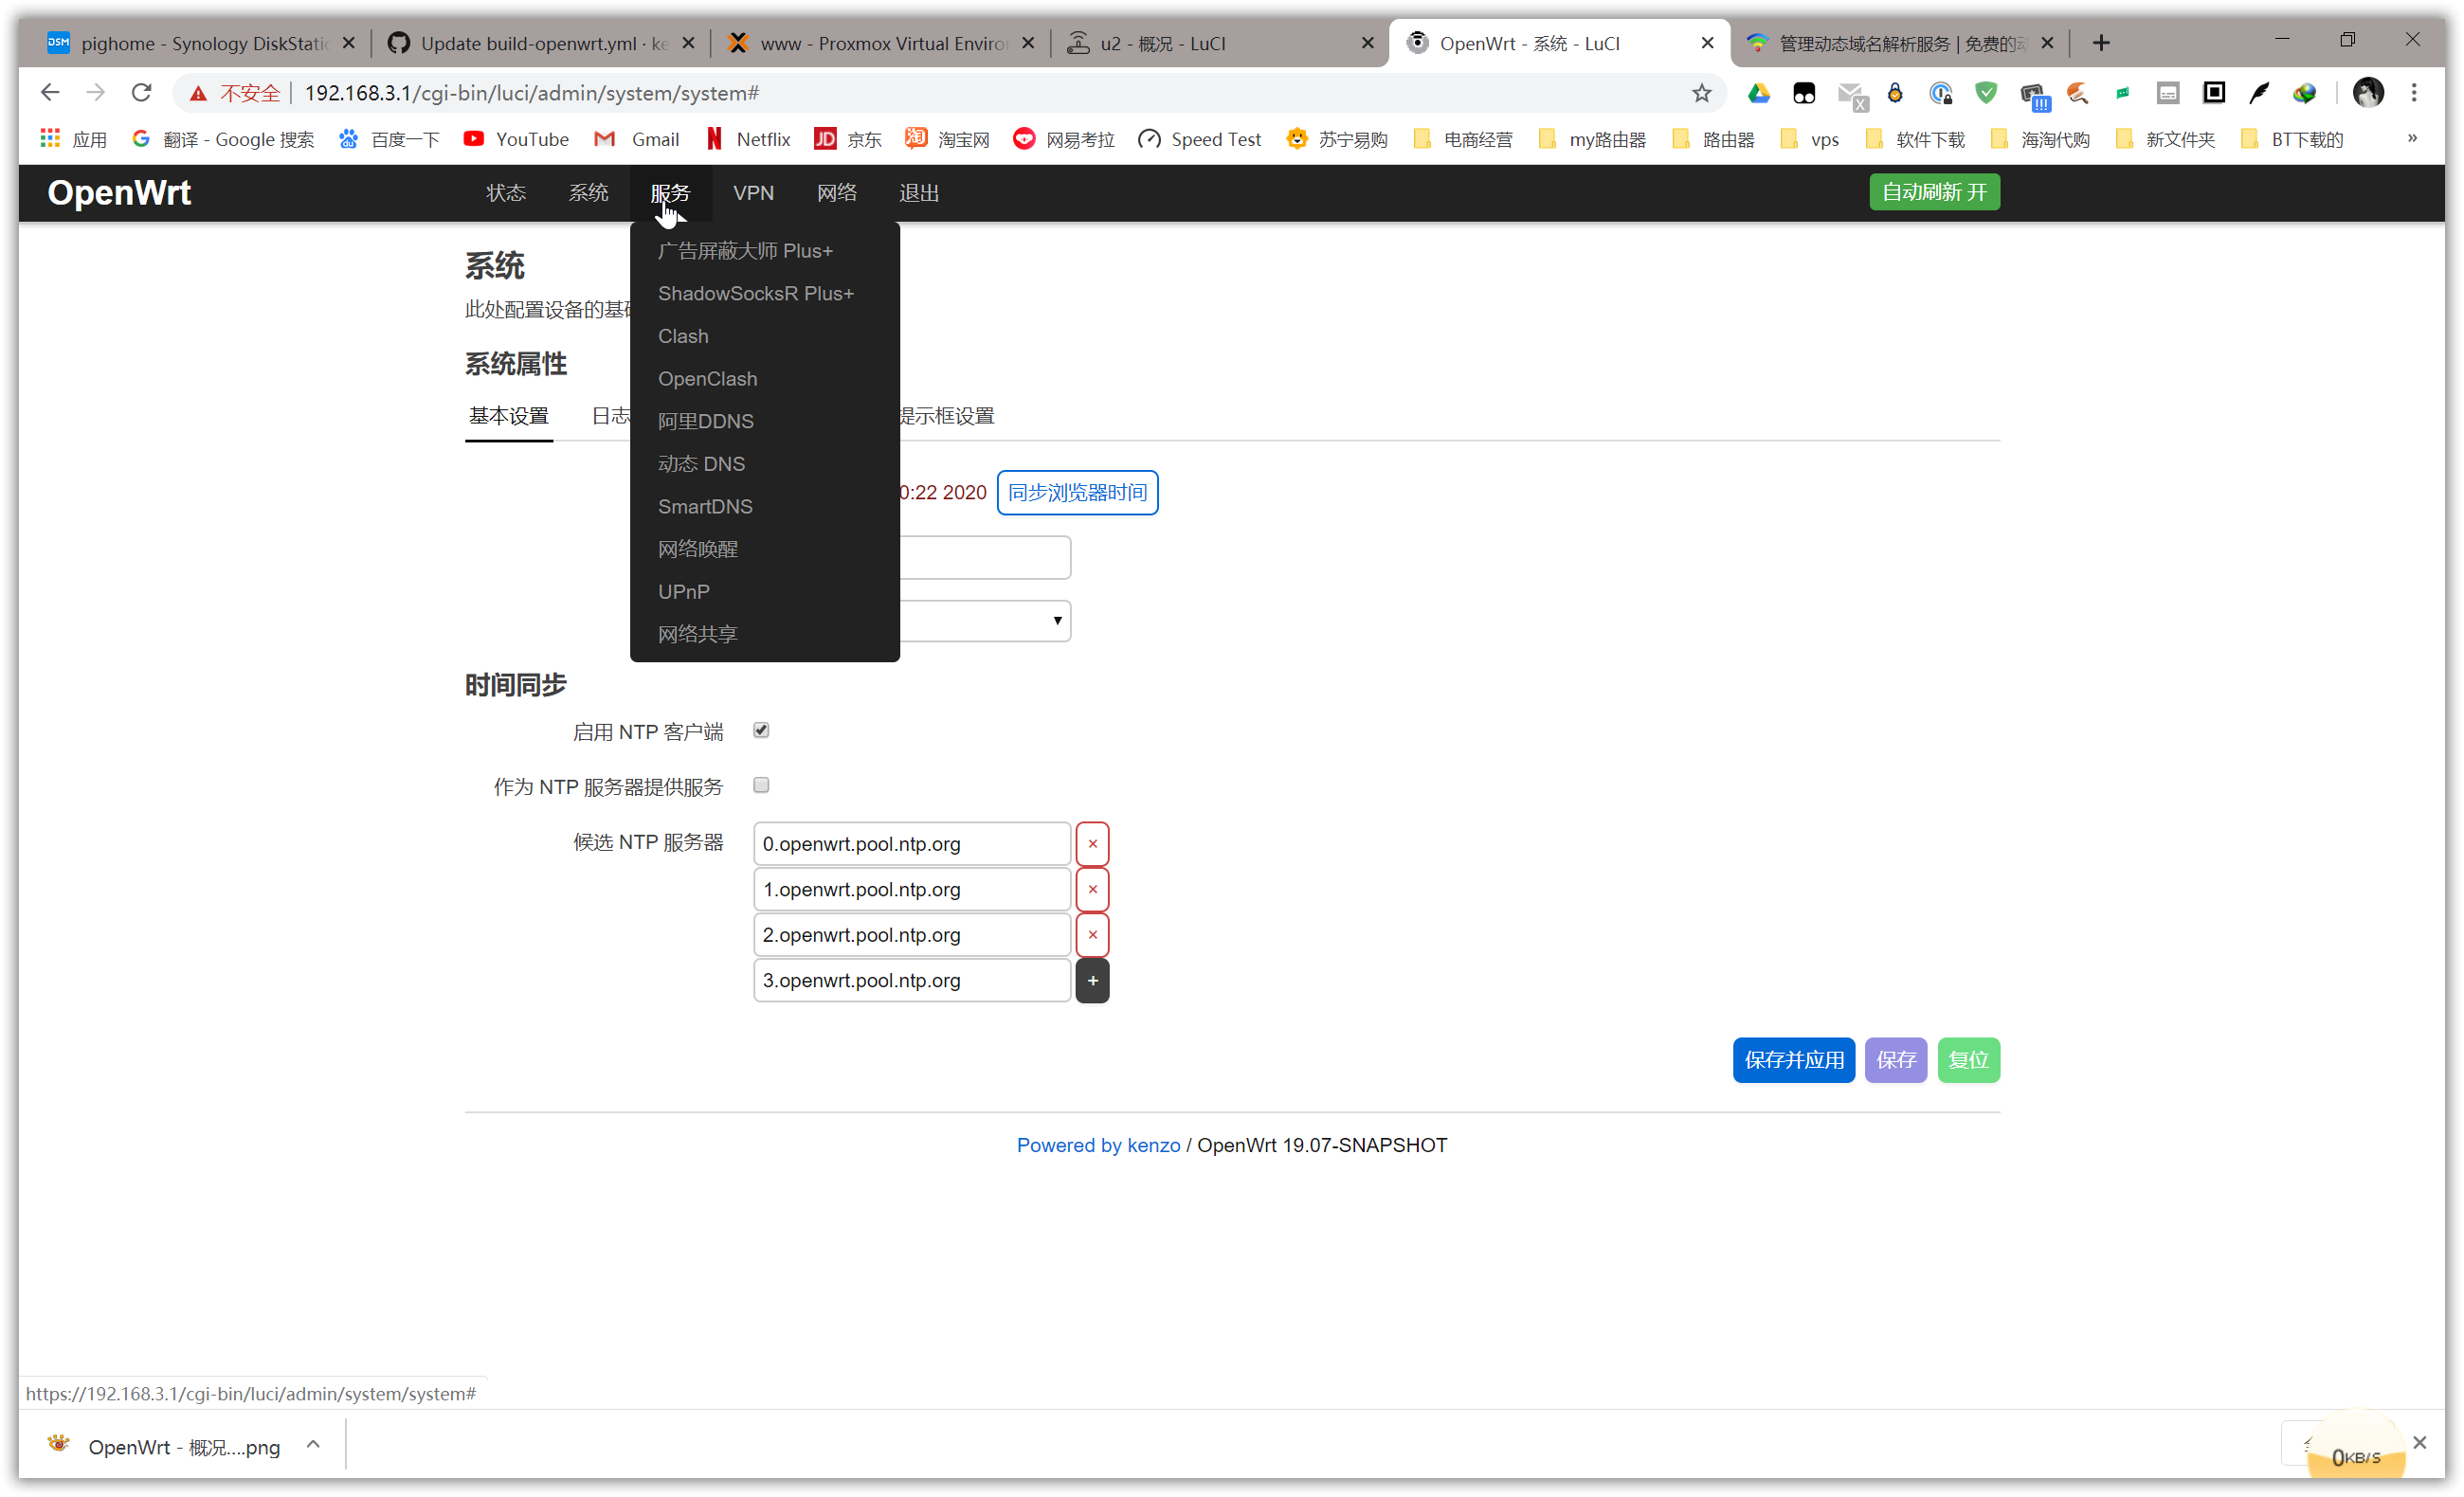 pighome - Synology DiskStatic
Update build-openwrt.yml · ke
www - Proxmox Virtual Enviror
u2 - 概况 - LuCI
OpenWrt - 系统 - LuCI
管理动态域名解析服务 | 免费的动
不安全 192.168.3.1/cgi-bin/luci/admin/system/system#
应用 翻译 - Google 搜索 百度一下 YouTube Gmail Netflix 京东 淘宝网 网易考拉 Speed Test 苏宁易购 电商经营 my路由器 路由器 vps 软件下载 海淘代购 新文件夹 BT下载的 »
OpenWrt 状态 系统 服务 VPN 网络 退出 自动刷新 开
广告屏蔽大师 Plus+
ShadowSocksR Plus+
Clash
OpenClash
阿里DDNS
动态 DNS
SmartDNS
网络唤醒
UPnP
网络共享
系统
此处配置设备的基础
系统属性
基本设置 日志 提示框设置
0:22 2020 同步浏览器时间
时间同步
启用 NTP 客户端
作为 NTP 服务器提供服务
候选 NTP 服务器
0.openwrt.pool.ntp.org ×
1.openwrt.pool.ntp.org ×
2.openwrt.pool.ntp.org ×
3.openwrt.pool.ntp.org +
保存并应用 保存 复位
Powered by kenzo / OpenWrt 19.07-SNAPSHOT
https://192.168.3.1/cgi-bin/luci/admin/system/system#
OpenWrt - 概况....png
0KB/S